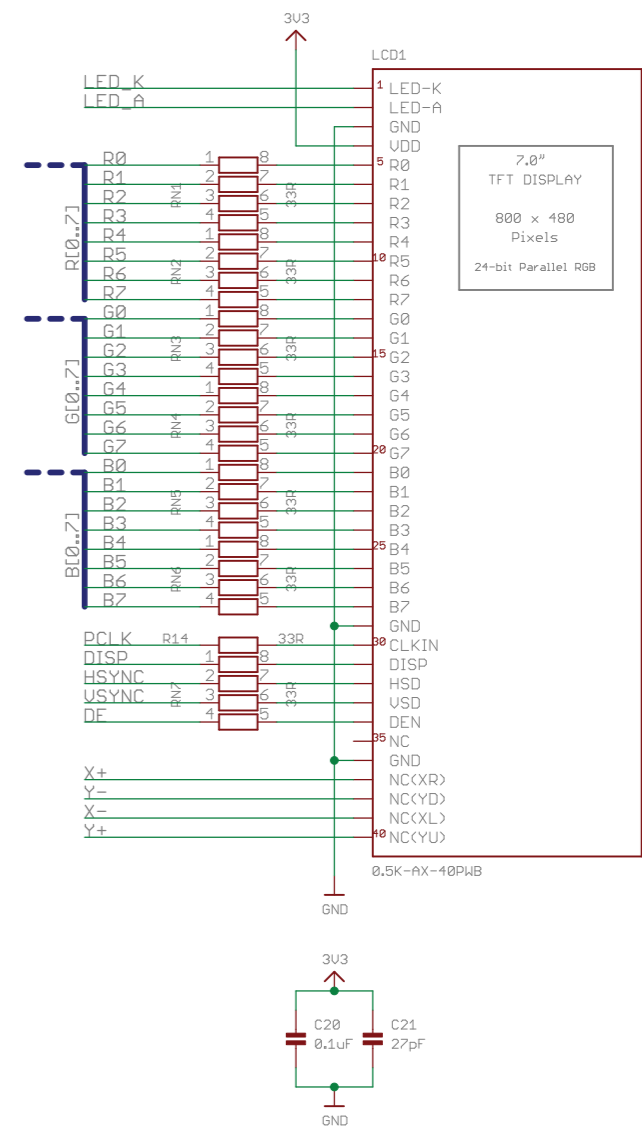 3V3
LCD1
LED_K 1 LED-K
LED_A LED-A
GND
VDD
R0 1 8 5 R0
R1 2 7 R1
R2 3 6 R2
R3 4 5 R3
R4 1 8 R4
R5 2 7 10 R5
R6 3 6 R6
R7 4 5 R7
G0 1 8 G0
G1 2 7 G1
G2 3 6 15 G2
G3 4 5 G3
G4 1 8 G4
G5 2 7 G5
G6 3 6 G6
G7 4 5 20 G7
B0 1 8 B0
B1 2 7 B1
B2 3 6 B2
B3 4 5 B3
B4 1 8 25 B4
B5 2 7 B5
B6 3 6 B6
B7 4 5 B7
GND
PCLK R14 33R 30 CLKIN
DISP 1 8 DISP
HSYNC 2 7 HSD
VSYNC 3 6 VSD
DE 4 5 DEN
35 NC
GND
X+ NC(XR)
Y- NC(YD)
X- NC(XL)
Y+ 40 NC(YU)
R[0..7]
G[0..7]
B[0..7]
RN1 33R
RN2
RN3 33R
RN4 33R
RN5 33R
RN6 33R
RN7 33R
7.0"
TFT DISPLAY
800 x 480
Pixels
24-bit Parallel RGB
0.5K-AX-40PWB
GND
3V3
C20 C21
0.1uF 27pF
GND